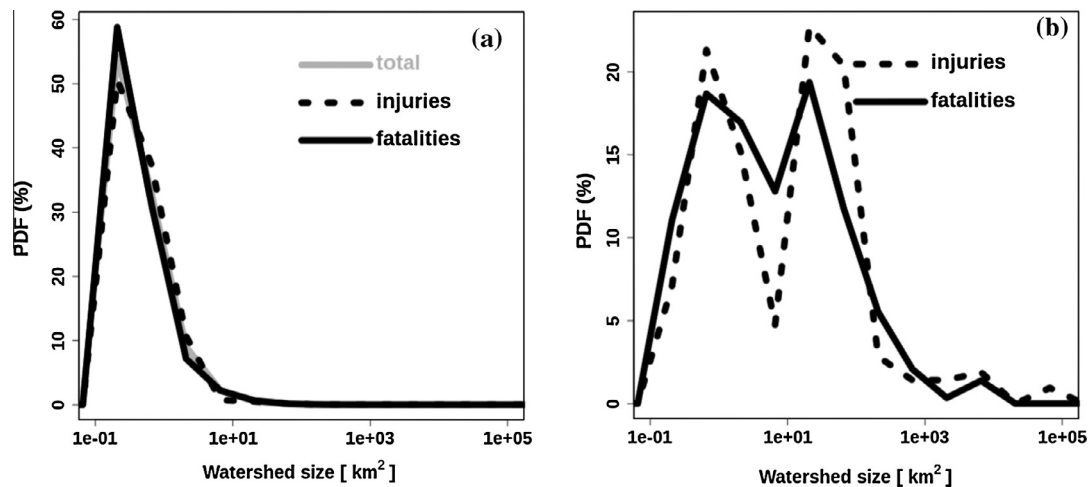 (a)
total
injuries
fatalities
PDF (%)
60
50
40
30
20
10
0
1e-01 1e+01 1e+03 1e+05
Watershed size [ km² ]
(b)
injuries
fatalities
PDF (%)
20
15
10
5
0
1e-01 1e+01 1e+03 1e+05
Watershed size [ km² ]